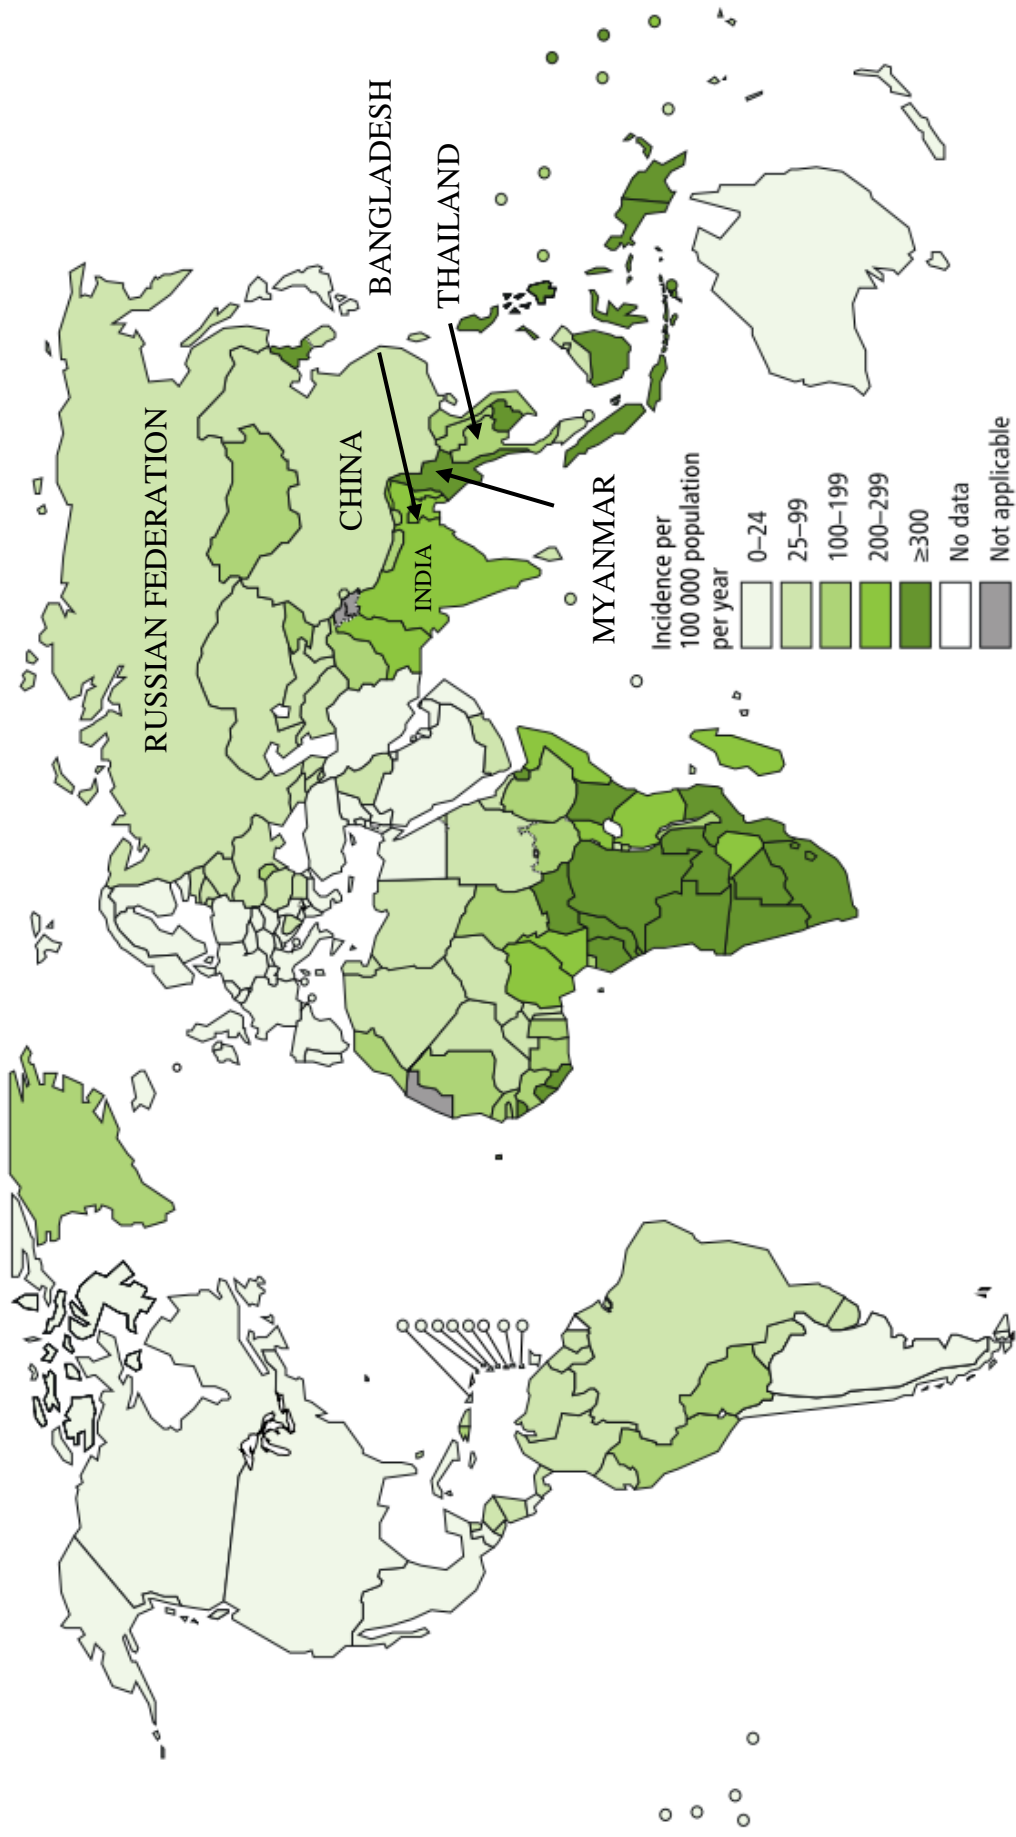 RUSSIAN FEDERATION
CHINA
INDIA
BANGLADESH
THAILAND
MYANMAR
Incidence per
100 000 population
per year
0–24
25–99
100–199
200–299
≥300
No data
Not applicable